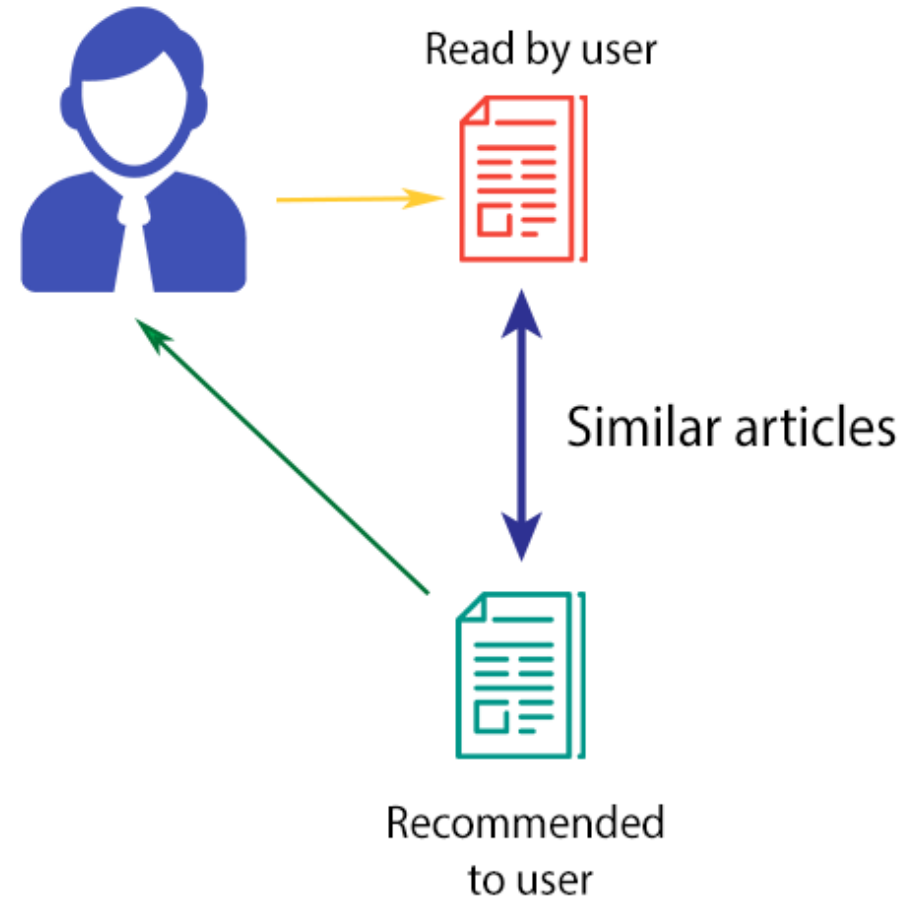 Read by user
Similar articles
Recommended
to user